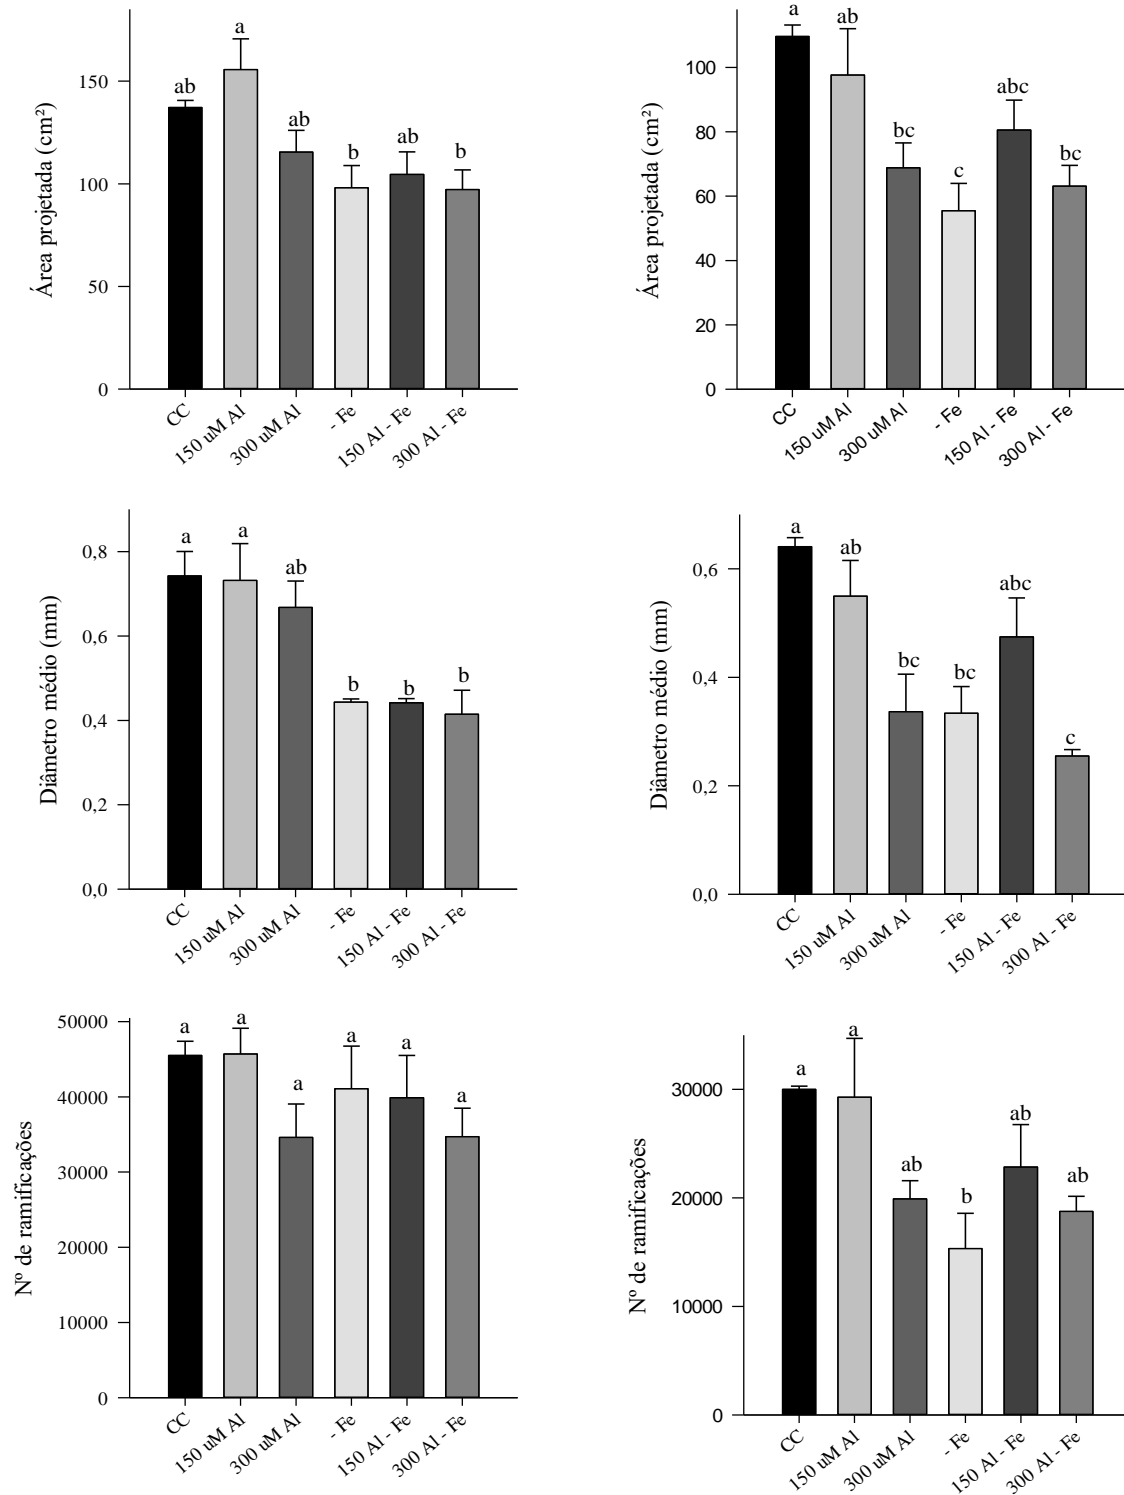 Área projetada (cm²)
150
100
50
0
ab
a
ab
b
ab
b
CC
150 uM Al
300 uM Al
- Fe
150 Al - Fe
300 Al - Fe
Área projetada (cm²)
100
80
60
40
20
0
a
ab
bc
c
abc
bc
CC
150 uM Al
300 uM Al
- Fe
150 Al - Fe
300 Al - Fe
Diâmetro médio (mm)
0,8
0,6
0,4
0,2
0,0
a
a
ab
b
b
b
CC
150 uM Al
300 uM Al
- Fe
150 Al - Fe
300 Al - Fe
Diâmetro médio (mm)
0,6
0,4
0,2
0,0
a
ab
bc
bc
abc
c
CC
150 uM Al
300 uM Al
- Fe
150 Al - Fe
300 Al - Fe
Nº de ramificações
50000
40000
30000
20000
10000
0
a
a
a
a
a
a
CC
150 uM Al
300 uM Al
- Fe
150 Al - Fe
300 Al - Fe
Nº de ramificações
30000
20000
10000
0
a
a
ab
b
ab
ab
CC
150 uM Al
300 uM Al
- Fe
150 Al - Fe
300 Al - Fe